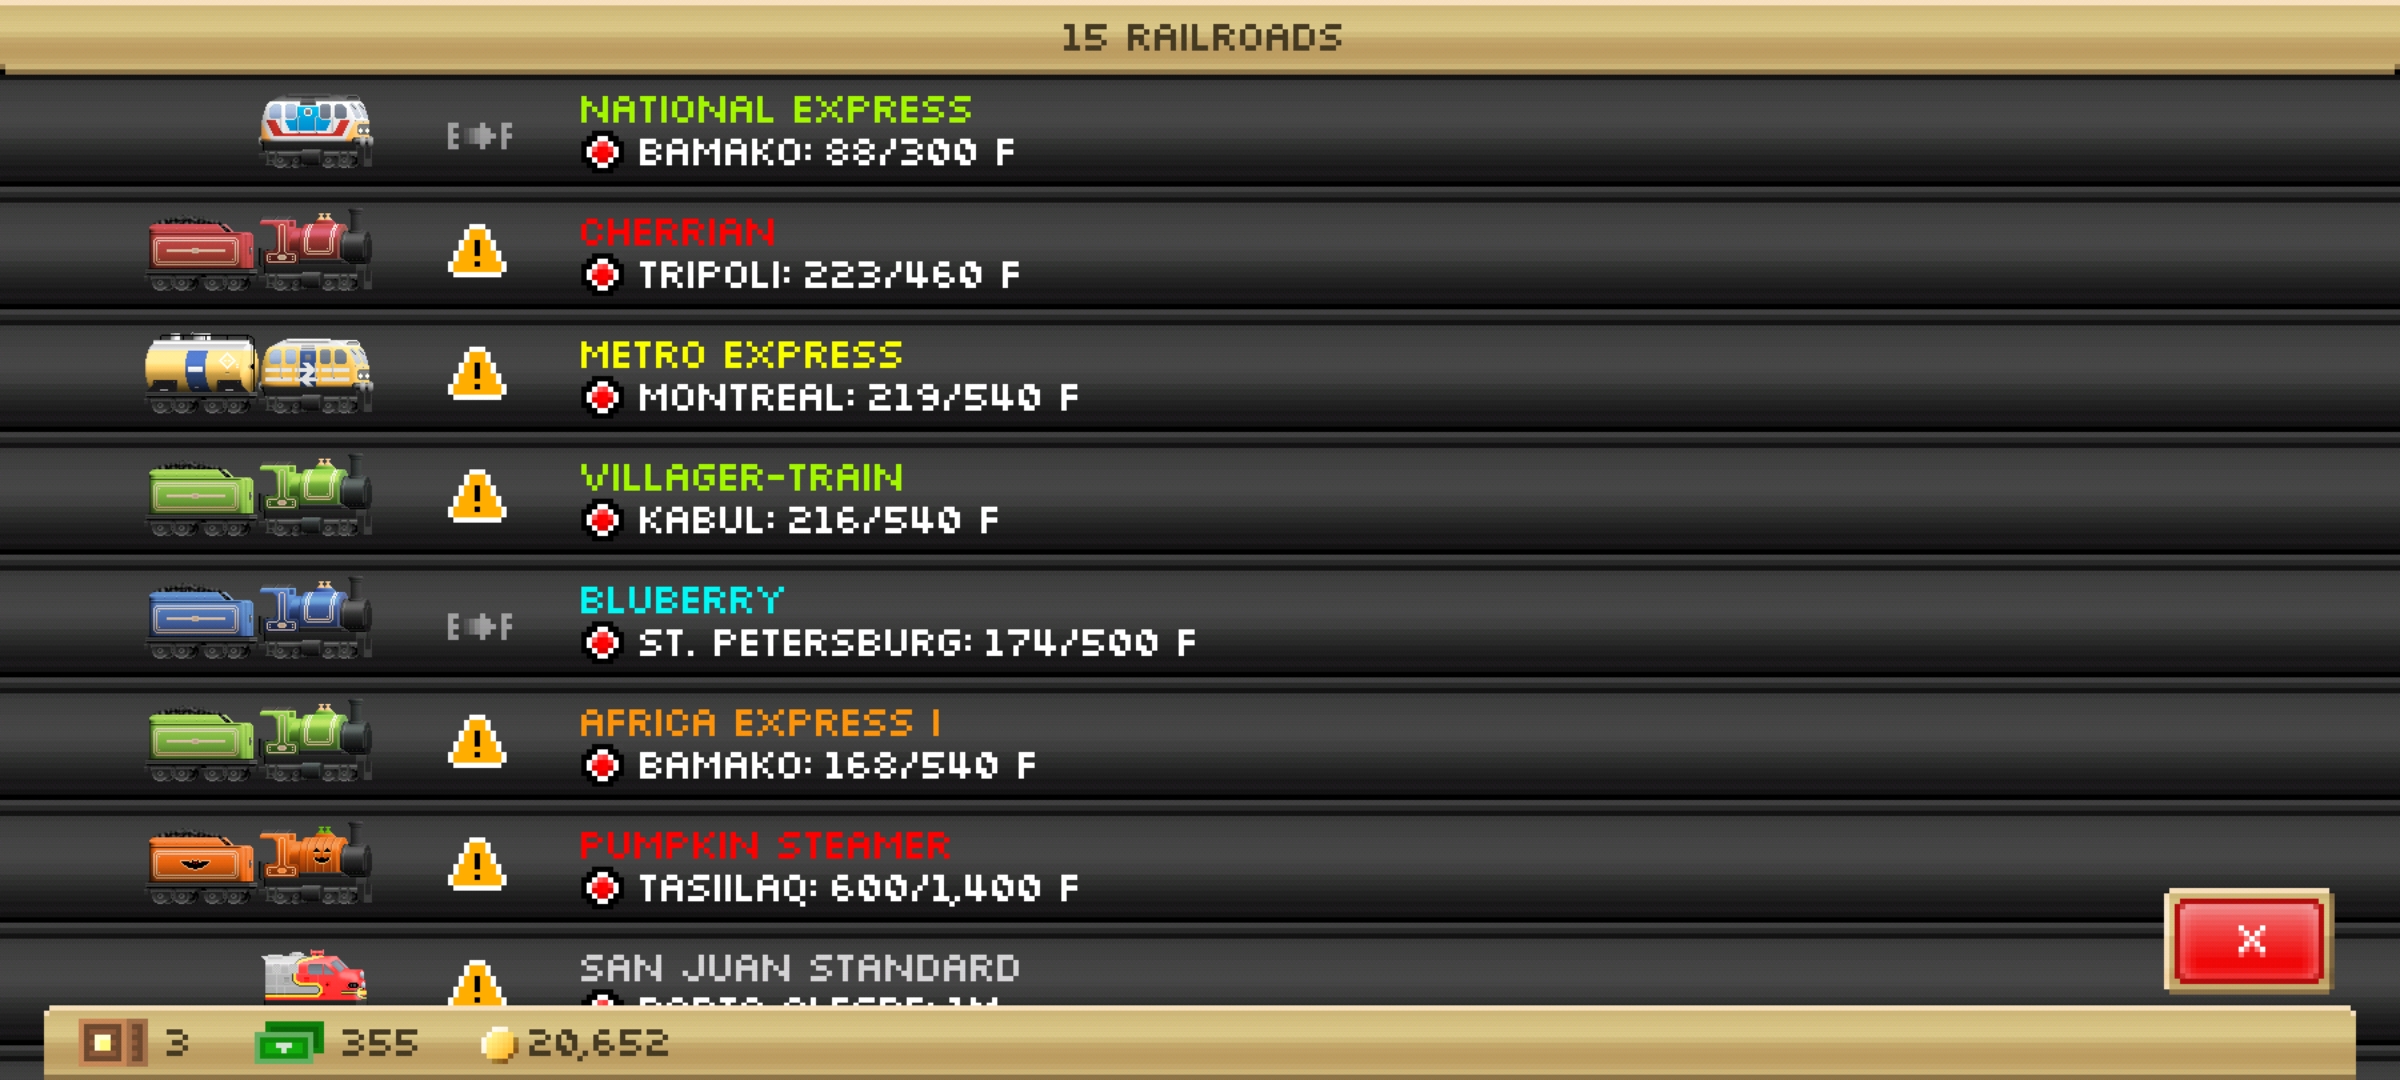 15 RAILROADS
E F
NATIONAL EXPRESS
BAMAKO: 88/300 F
CHERRIAN
TRIPOLI: 223/460 F
METRO EXPRESS
MONTREAL: 219/540 F
VILLAGER-TRAIN
KABUL: 216/540 F
E F
BLUBERRY
ST. PETERSBURG: 174/500 F
AFRICA EXPRESS I
BAMAKO: 168/540 F
PUMPKIN STEAMER
TASIILAQ: 600/1,400 F
SAN JUAN STANDARD
X
3 355 20,652